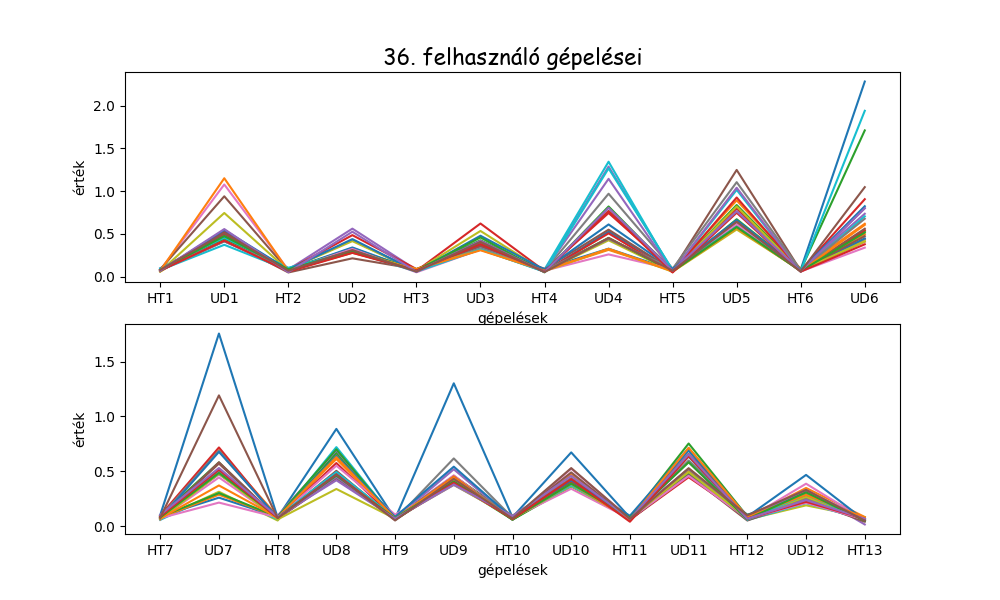 36. felhasználó gépelései
érték
2.0
1.5
1.0
0.5
0.0
HT1 UD1 HT2 UD2 HT3 UD3 HT4 UD4 HT5 UD5 HT6 UD6
gépelések
érték
1.5
1.0
0.5
0.0
HT7 UD7 HT8 UD8 HT9 UD9 HT10 UD10 HT11 UD11 HT12 UD12 HT13
gépelések